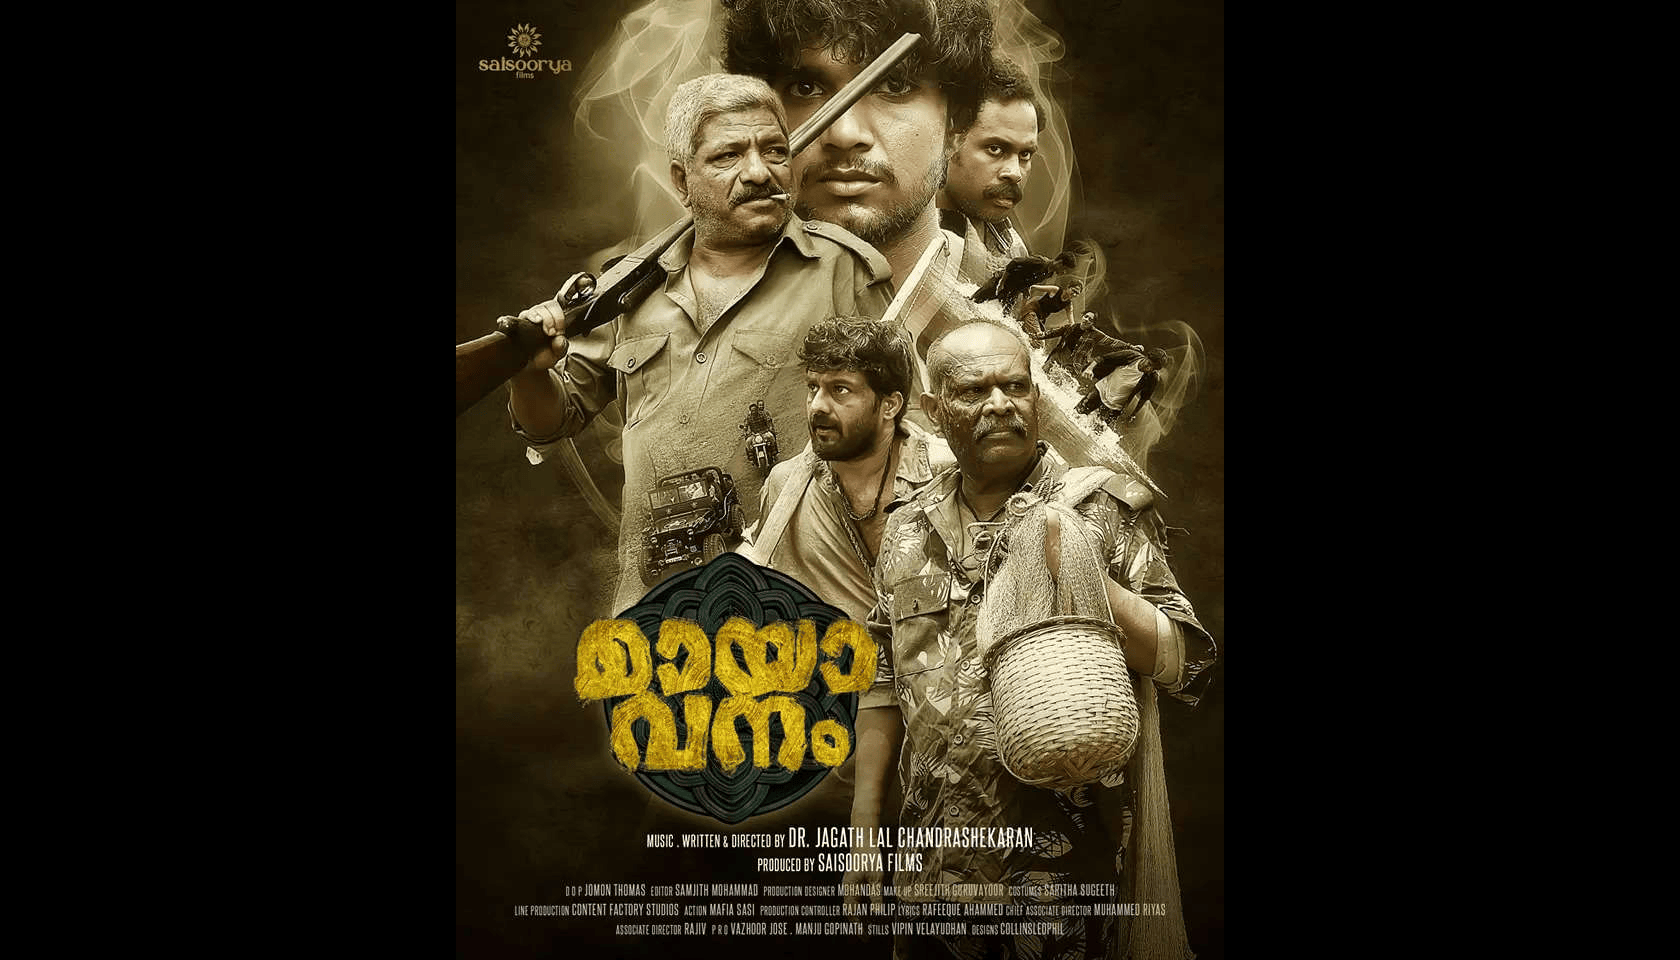 saisoorya
films
മായാ
വനം
MUSIC . WRITTEN & DIRECTED BY DR. JAGATH LAL CHANDRASHEKARAN
PRODUCED BY SAISOORYA FILMS
D O P JOMON THOMAS EDITOR SAMJITH MOHAMMAD PRODUCTION DESIGNER MOHANDAS MAKE UP SREEJITH GURUVAYOOR COSTUMES SARITHA SUGEETH
LINE PRODUCTION CONTENT FACTORY STUDIOS ACTION MAFIA SASI PRODUCTION CONTROLLER RAJAN PHILIP LYRICS RAFEEQUE AHAMMED CHIEF ASSOCIATE DIRECTOR MUHAMMED RIYAS
ASSOCIATE DIRECTOR RAJIV P R O VAZHOOR JOSE . MANJU GOPINATH STILLS VIPIN VELAYUDHAN DESIGNS COLLINSLEOPHIL